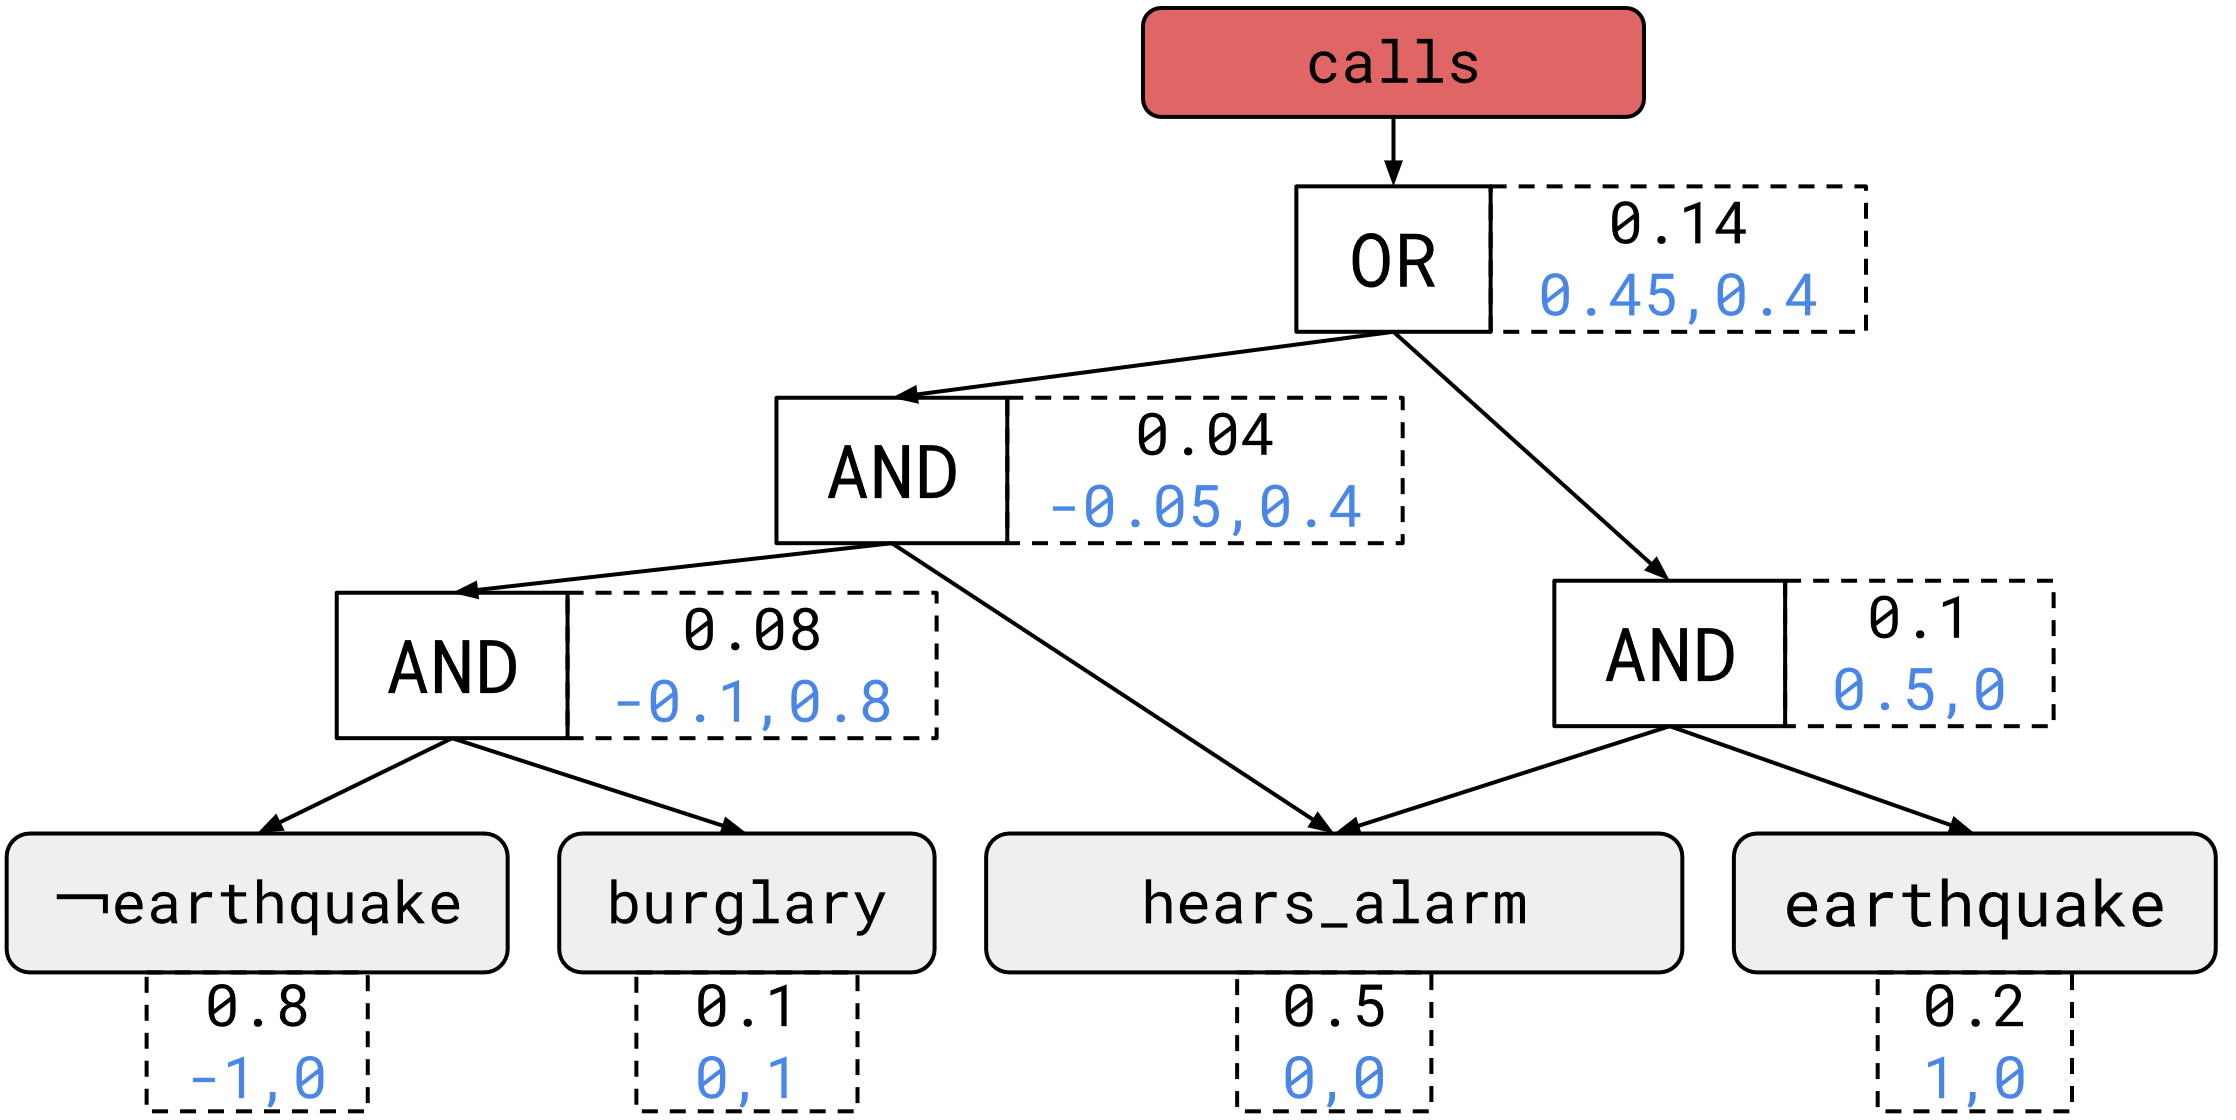 calls
OR
0.14
0.45,0.4
AND
0.04
-0.05,0.4
AND
0.08
-0.1,0.8
AND
0.1
0.5,0
¬earthquake
0.8
-1,0
burglary
0.1
0,1
hears_alarm
0.5
0,0
earthquake
0.2
1,0